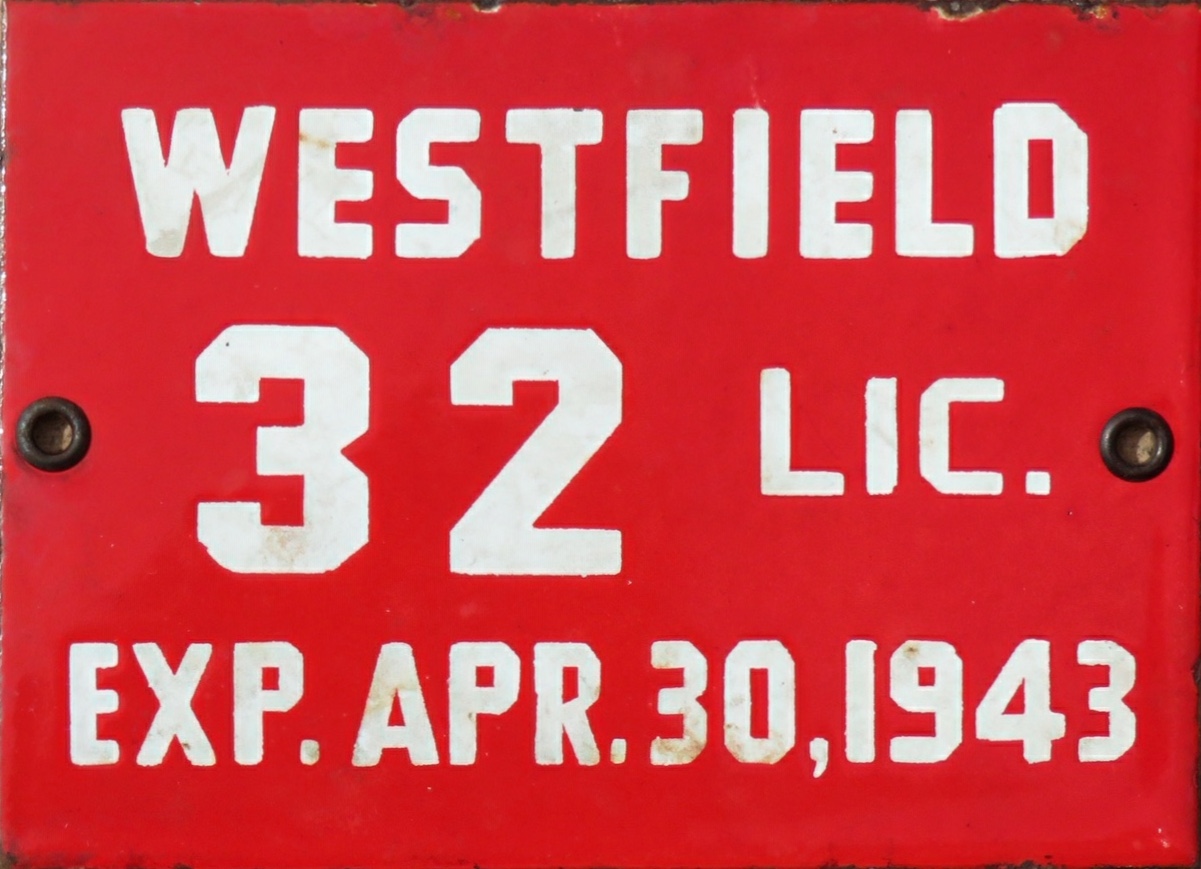 WESTFIELD
32 LIC.
EXP. APR. 30, 1943